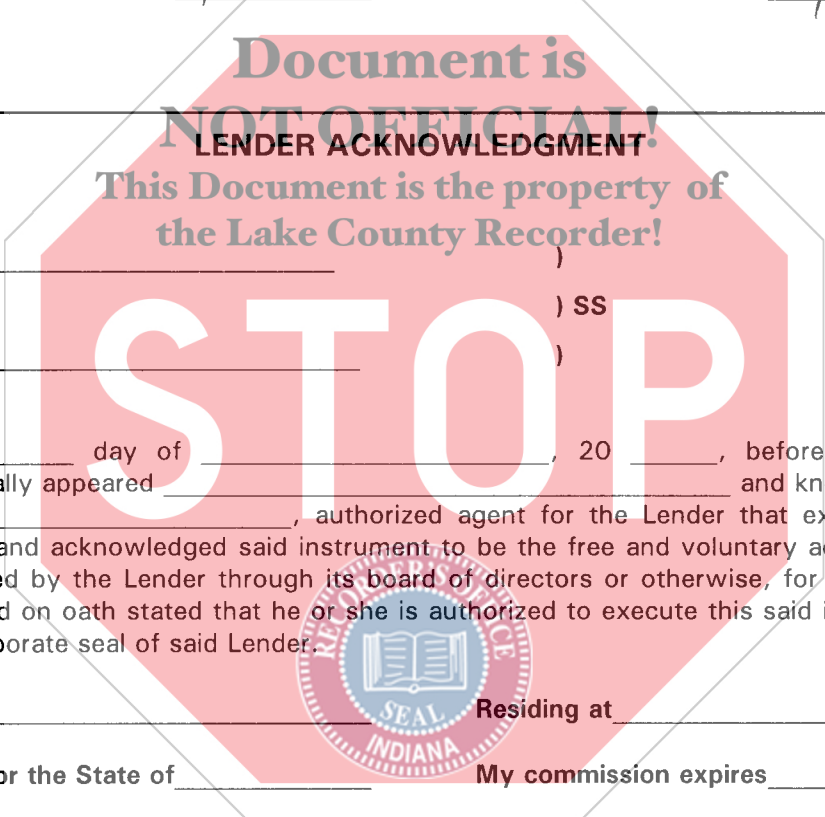 Document is
NOT OFFICIAL!
LENDER ACKNOWLEDGMENT
This Document is the property of
the Lake County Recorder!
)
) SS
)
STOP
day of , 20 , before
ally appeared and kn
, authorized agent for the Lender that ex
and acknowledged said instrument to be the free and voluntary a
ed by the Lender through its board of directors or otherwise, for
d on oath stated that he or she is authorized to execute this said i
porate seal of said Lender.
RECORDER'S OFFICE
SEAL
INDIANA
Residing at
or the State of My commission expires